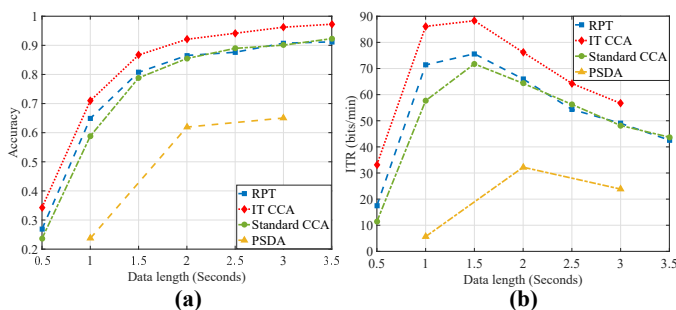 1
0.9
0.8
0.7
0.6
0.5
0.4
0.3
0.2
Accuracy
0.5 1 1.5 2 2.5 3 3.5
Data length (Seconds)
RPT
IT CCA
Standard CCA
PSDA
(a)
90
80
70
60
50
40
30
20
10
0
ITR (bits/min)
0.5 1 1.5 2 2.5 3 3.5
Data length (Seconds)
RPT
IT CCA
Standard CCA
PSDA
(b)